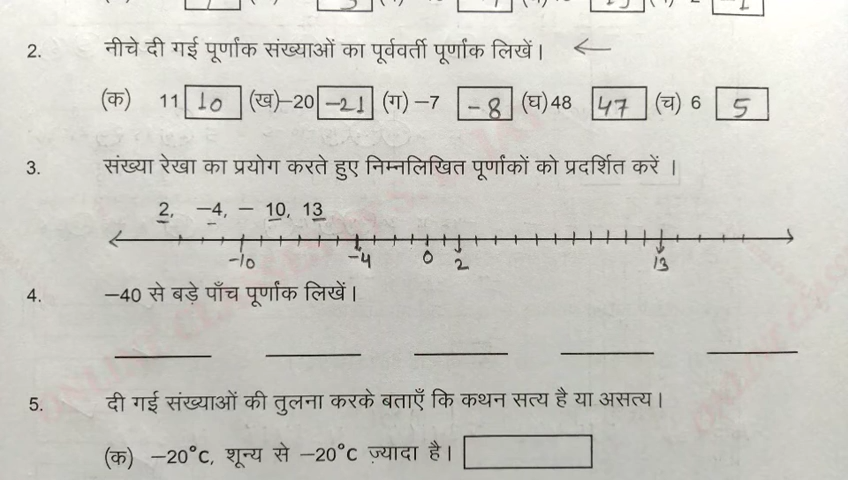 2. नीचे दी गई पूर्णांक संख्याओं का पूर्ववर्ती पूर्णांक लिखें।
(क) 11 10 (ख) –20 –21 (ग) –7 –8 (घ) 48 47 (च) 6 5
3. संख्या रेखा का प्रयोग करते हुए निम्नलिखित पूर्णांकों को प्रदर्शित करें ।
2, –4, – 10, 13
–10 –4 0 2 13
4. –40 से बड़े पाँच पूर्णांक लिखें।
5. दी गई संख्याओं की तुलना करके बताएँ कि कथन सत्य है या असत्य।
(क) –20°C, शून्य से –20°C ज़्यादा है।